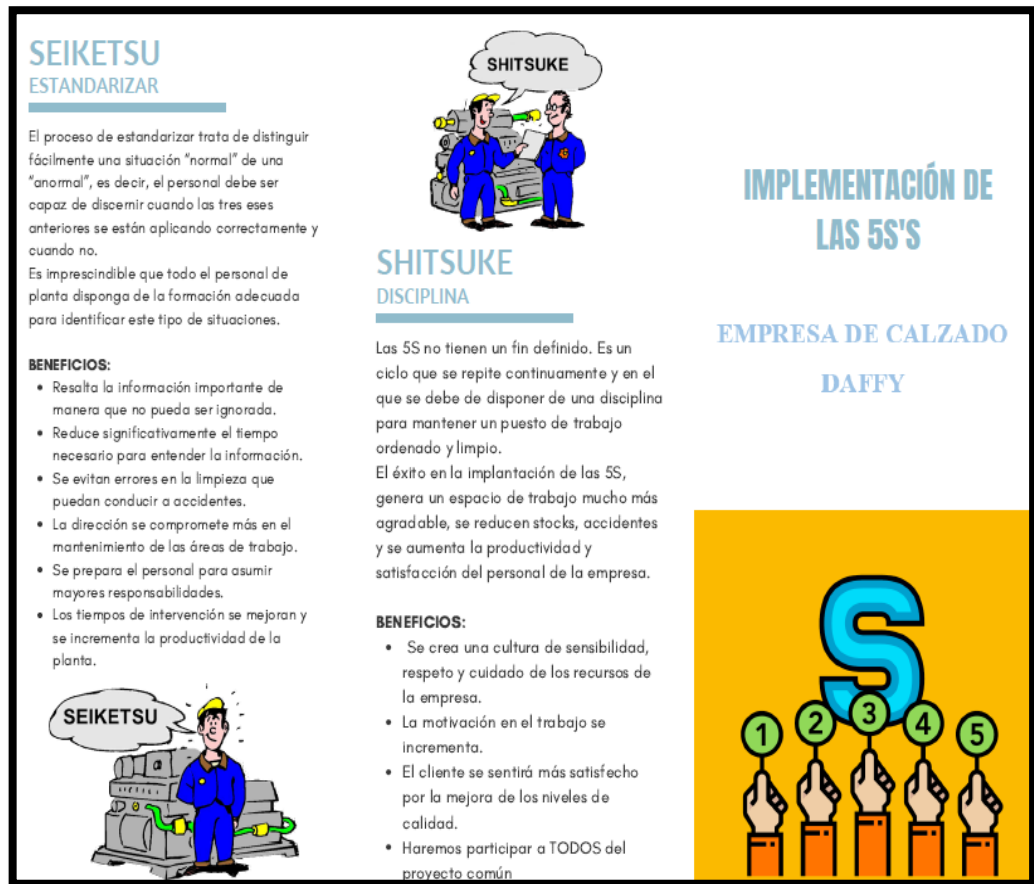 SEIKETSU
ESTANDARIZAR
El proceso de estandarizar trata de distinguir
fácilmente una situación “normal” de una
“anormal”, es decir, el personal debe ser
capaz de discernir cuando las tres eses
anteriores se están aplicando correctamente y
cuando no.
Es imprescindible que todo el personal de
planta disponga de la formación adecuada
para identificar este tipo de situaciones.
BENEFICIOS:
• Resalta la información importante de
manera que no pueda ser ignorada.
• Reduce significativamente el tiempo
necesario para entender la información.
• Se evitan errores en la limpieza que
puedan conducir a accidentes.
• La dirección se compromete más en el
mantenimiento de las áreas de trabajo.
• Se prepara el personal para asumir
mayores responsabilidades.
• Los tiempos de intervención se mejoran y
se incrementa la productividad de la
planta.
SEIKETSU
SHITSUKE
SHITSUKE
DISCIPLINA
Las 5S no tienen un fin definido. Es un
ciclo que se repite continuamente y en el
que se debe de disponer de una disciplina
para mantener un puesto de trabajo
ordenado y limpio.
El éxito en la implantación de las 5S,
genera un espacio de trabajo mucho más
agradable, se reducen stocks, accidentes
y se aumenta la productividad y
satisfacción del personal de la empresa.
BENEFICIOS:
• Se crea una cultura de sensibilidad,
respeto y cuidado de los recursos de
la empresa.
• La motivación en el trabajo se
incrementa.
• El cliente se sentirá más satisfecho
por la mejora de los niveles de
calidad.
• Haremos participar a TODOS del
proyecto común
IMPLEMENTACIÓN DE
LAS 5S'S
EMPRESA DE CALZADO
DAFFY
S
1 2 3 4 5